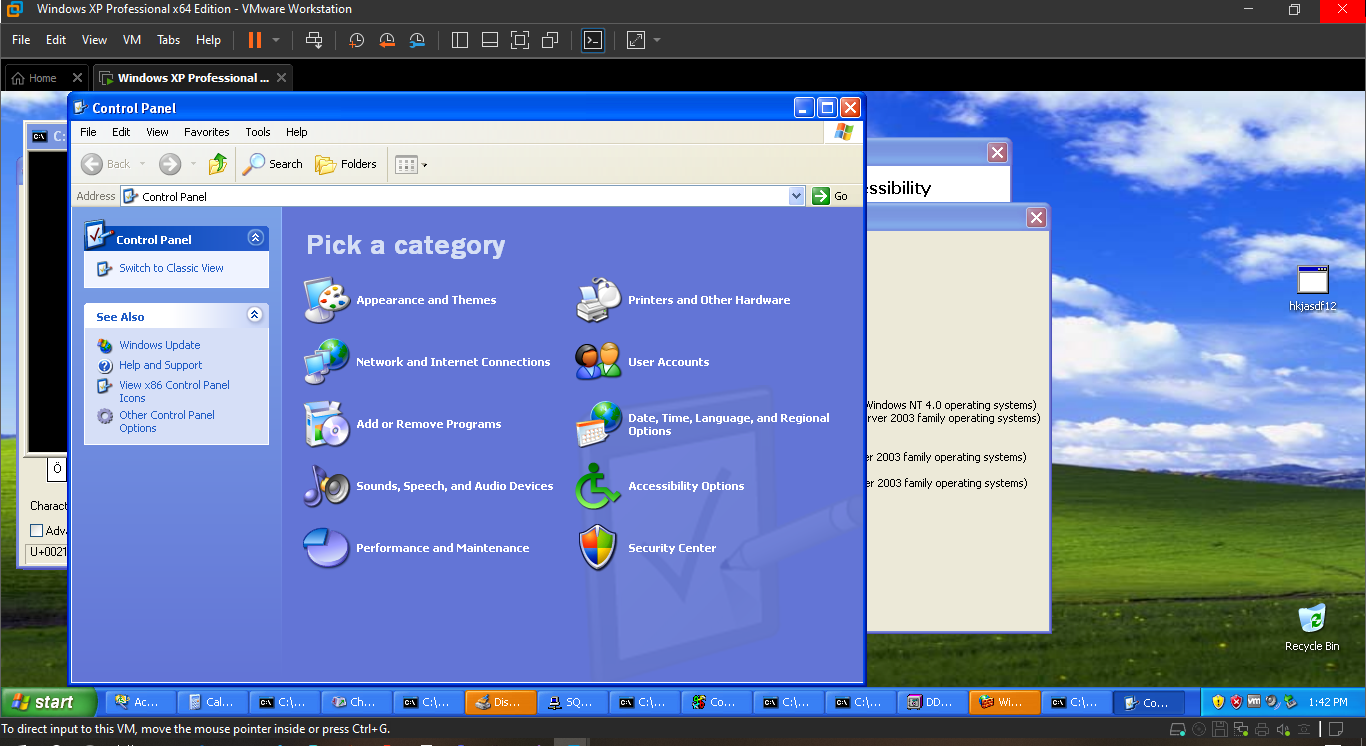 Windows XP Professional x64 Edition - VMware Workstation
File Edit View VM Tabs Help
Home
Windows XP Professional ...
Control Panel
File Edit View Favorites Tools Help
Back
Search
Folders
Address
Control Panel
Go
Control Panel
Switch to Classic View
See Also
Windows Update
Help and Support
View x86 Control Panel
Icons
Other Control Panel
Options
Pick a category
Appearance and Themes
Printers and Other Hardware
Network and Internet Connections
User Accounts
Add or Remove Programs
Date, Time, Language, and Regional
Options
Sounds, Speech, and Audio Devices
Accessibility Options
Performance and Maintenance
Security Center
C:
Ö
Charact
Adva
U+0021
ssibility
Windows NT 4.0 operating systems)
rver 2003 family operating systems)
er 2003 family operating systems)
er 2003 family operating systems)
hkjasdf12
Recycle Bin
start
Ac...
Cal...
C:\...
Ch...
C:\...
Dis...
SQ...
C:\...
Co...
C:\...
C:\...
DD...
Wi...
C:\...
Co...
1:42 PM
To direct input to this VM, move the mouse pointer inside or press Ctrl+G.